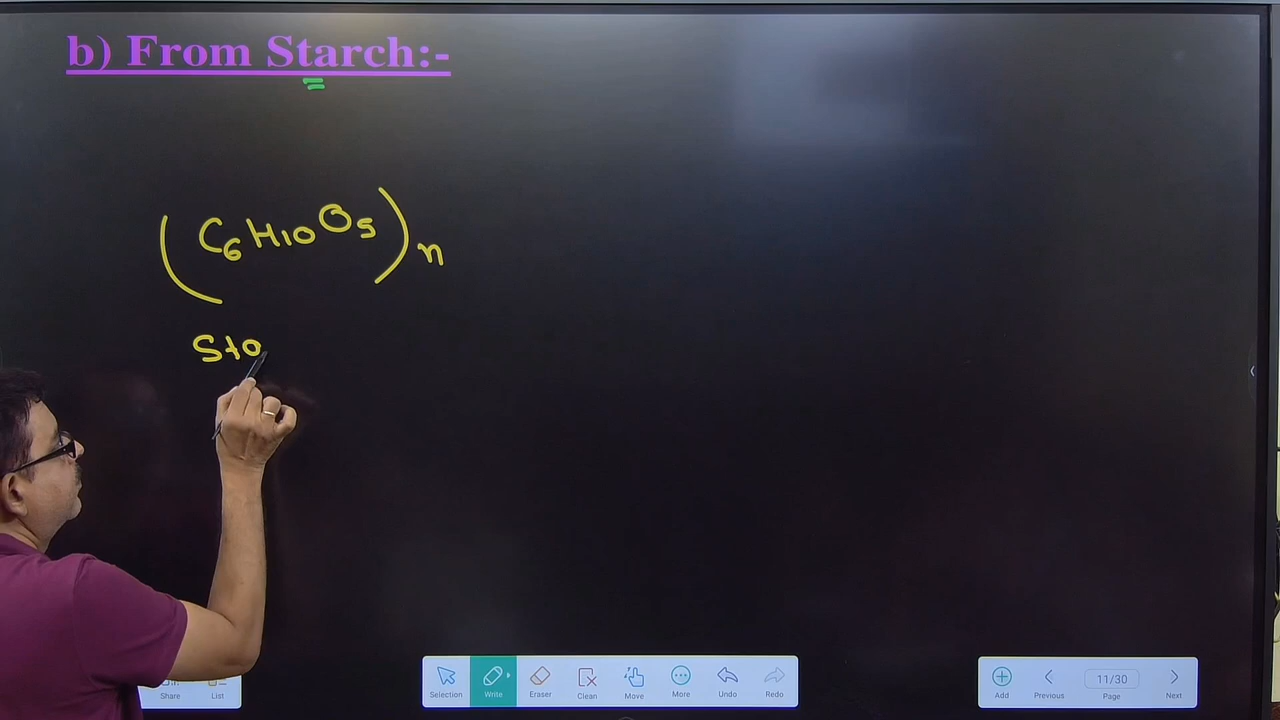 b) From Starch:-
(C6H10O5)n
Sta
Share List
Selection Write Eraser Clean Move More Undo Redo
Add Previous 11/30 Page Next